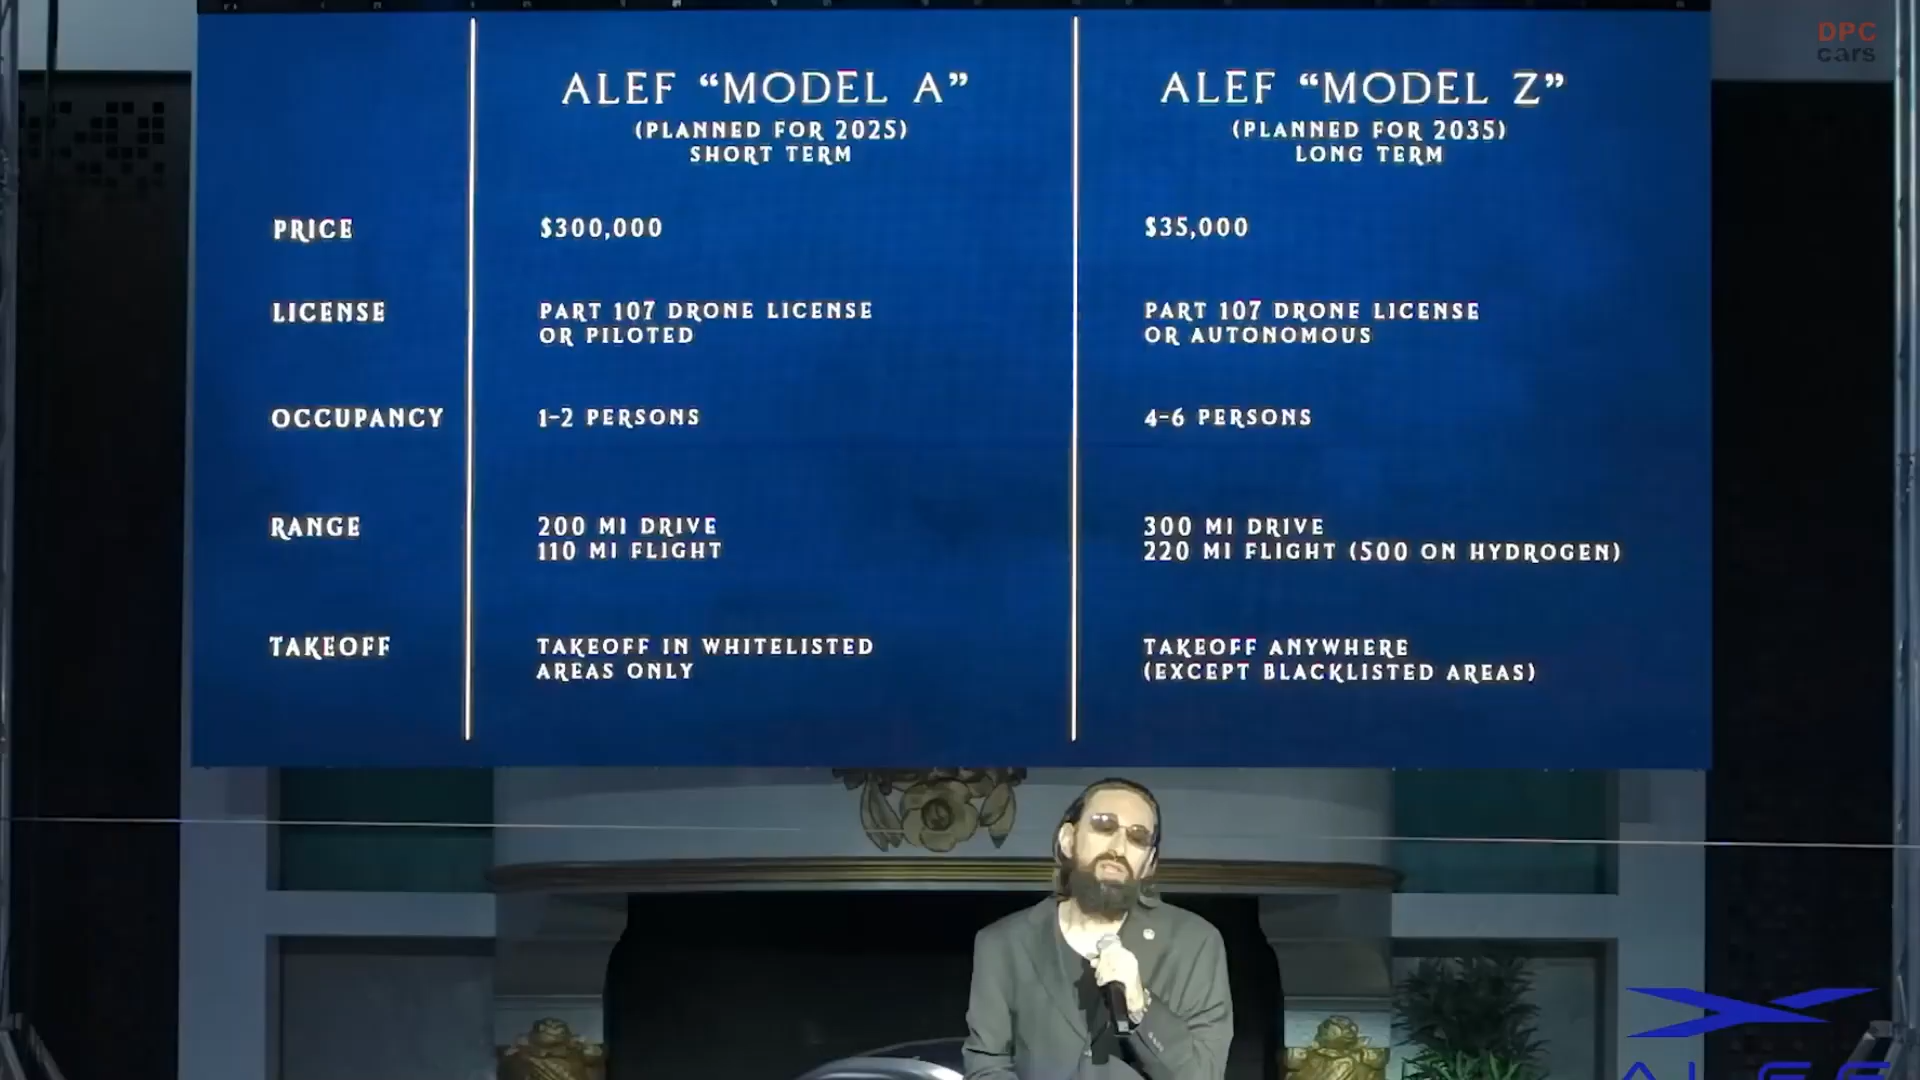 DPC
cars
ALEF “MODEL A”
(PLANNED FOR 2025)
SHORT TERM
ALEF “MODEL Z”
(PLANNED FOR 2035)
LONG TERM
PRICE
$300,000
$35,000
LICENSE
PART 107 DRONE LICENSE
OR PILOTED
PART 107 DRONE LICENSE
OR AUTONOMOUS
OCCUPANCY
1-2 PERSONS
4-6 PERSONS
RANGE
200 MI DRIVE
110 MI FLIGHT
300 MI DRIVE
220 MI FLIGHT (500 ON HYDROGEN)
TAKEOFF
TAKEOFF IN WHITELISTED
AREAS ONLY
TAKEOFF ANYWHERE
(EXCEPT BLACKLISTED AREAS)
ALEF